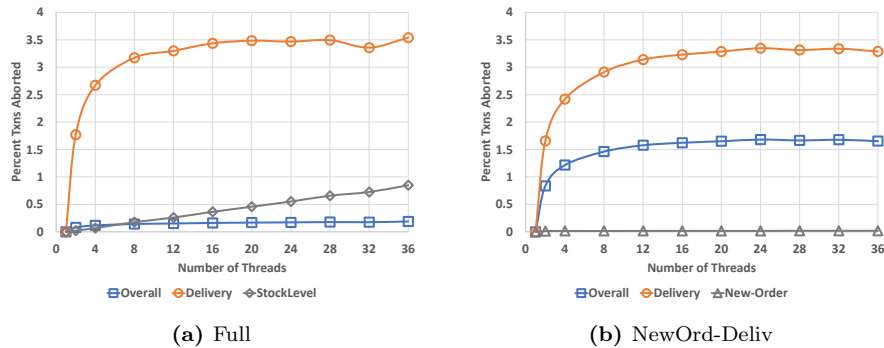 4
3.5
3
2.5
2
1.5
1
0.5
0
Percent Txns Aborted
0 4 8 12 16 20 24 28 32 36
Number of Threads
Overall Delivery StockLevel
(a) Full
4
3.5
3
2.5
2
1.5
1
0.5
0
Percent Txns Aborted
0 4 8 12 16 20 24 28 32 36
Number of Threads
Overall Delivery New-Order
(b) NewOrd-Deliv